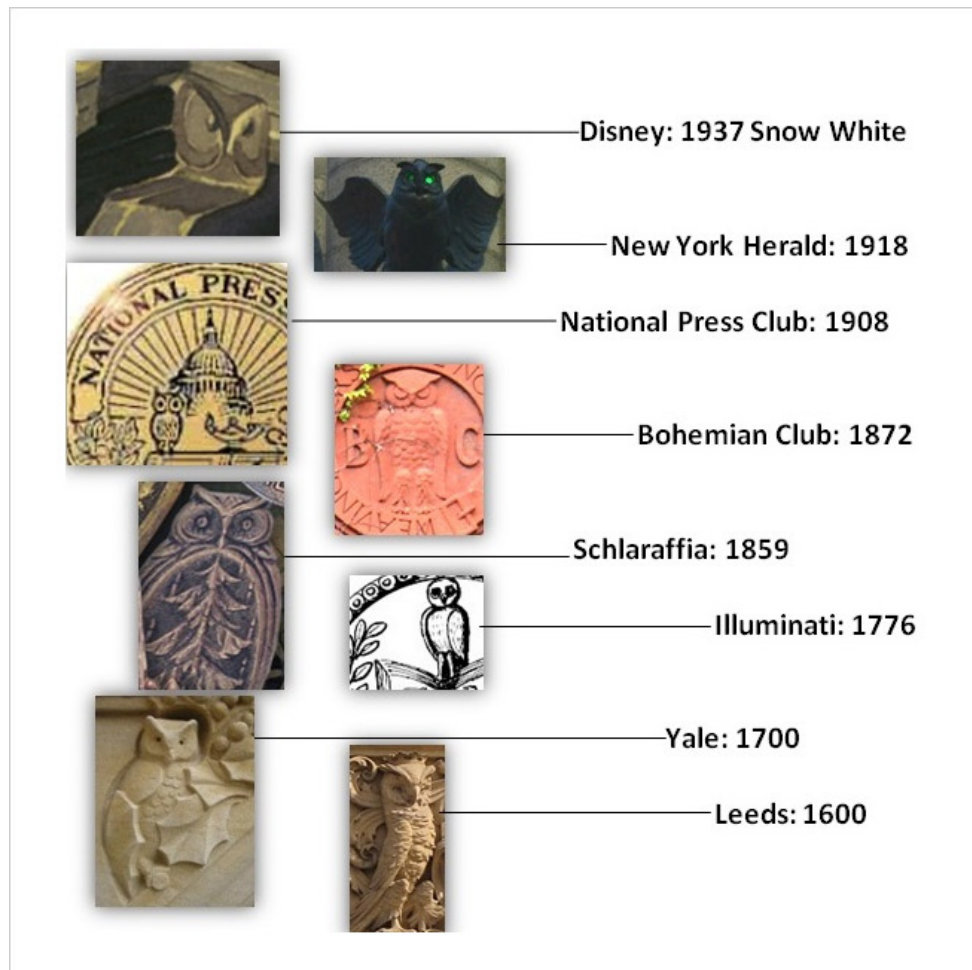 Disney: 1937 Snow White
New York Herald: 1918
NATIONAL PRESS
National Press Club: 1908
B C
WEAVING
Bohemian Club: 1872
Schlaraffia: 1859
Illuminati: 1776
Yale: 1700
Leeds: 1600